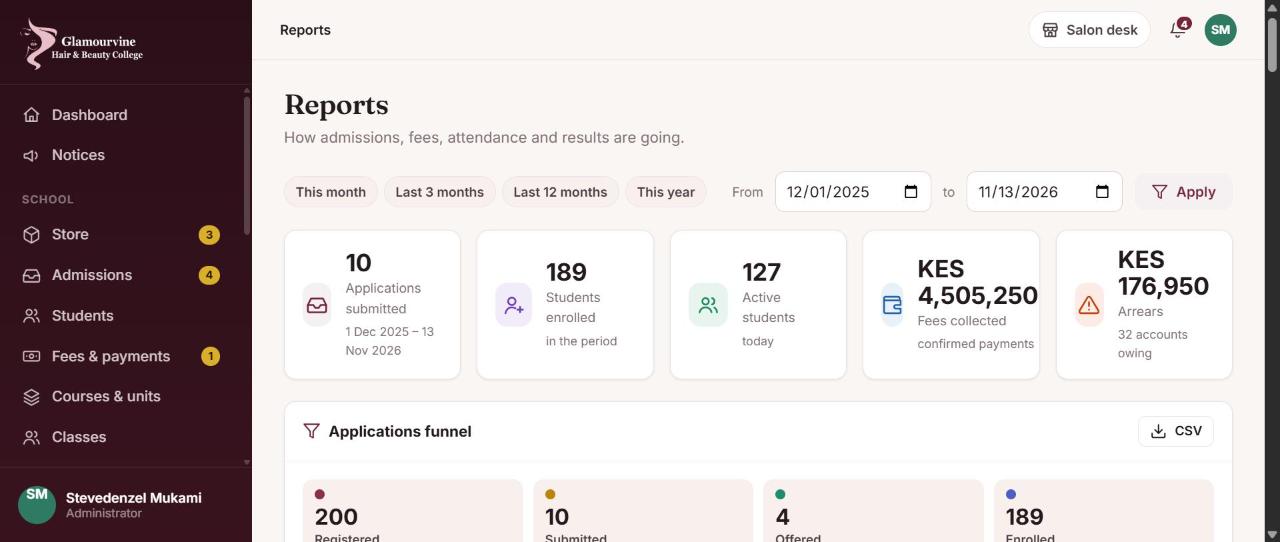 Glamourvine
Hair & Beauty College
Dashboard
Notices
SCHOOL
Store 3
Admissions 4
Students
Fees & payments 1
Courses & units
Classes
SM
Stevedenzel Mukami
Administrator
Reports
Salon desk
4
SM
Reports
How admissions, fees, attendance and results are going.
This month Last 3 months Last 12 months This year From 12/01/2025 to 11/13/2026 Apply
10
Applications
submitted
1 Dec 2025 – 13
Nov 2026
189
Students
enrolled
in the period
127
Active
students
today
KES
4,505,250
Fees collected
confirmed payments
KES
176,950
Arrears
32 accounts
owing
Applications funnel
CSV
200
Registered
10
Submitted
4
Offered
189
Enrolled